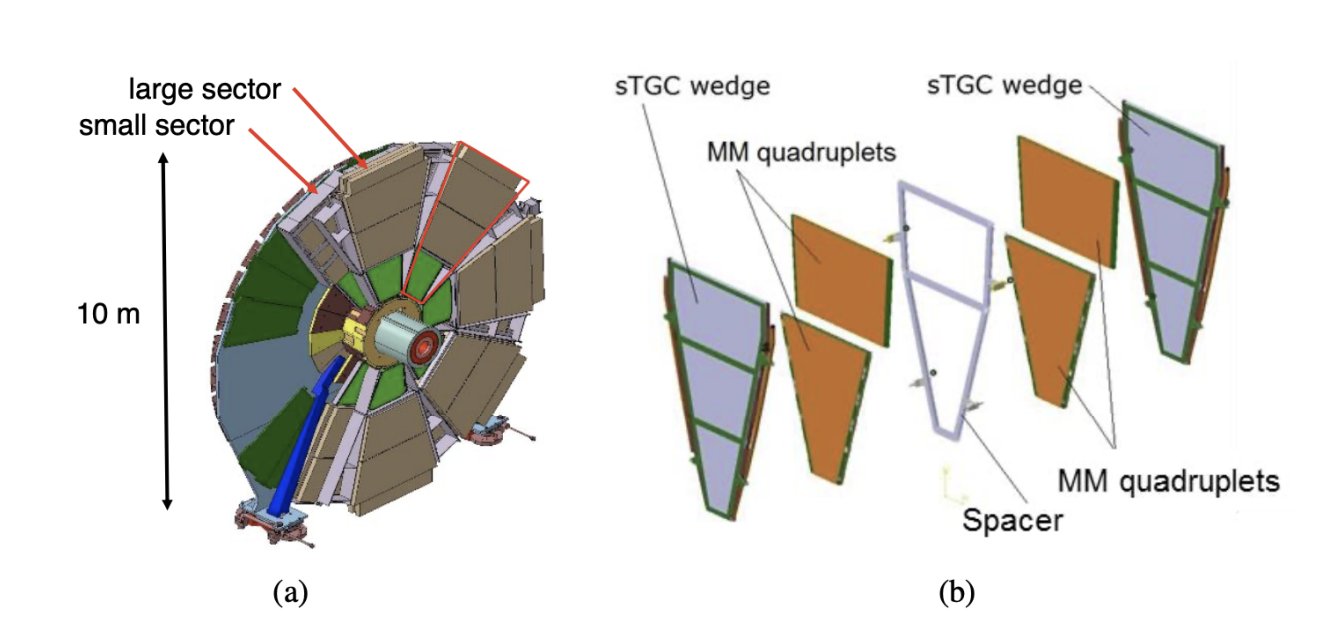 large sector
small sector
10 m
(a)
sTGC wedge
sTGC wedge
MM quadruplets
MM quadruplets
Spacer
(b)